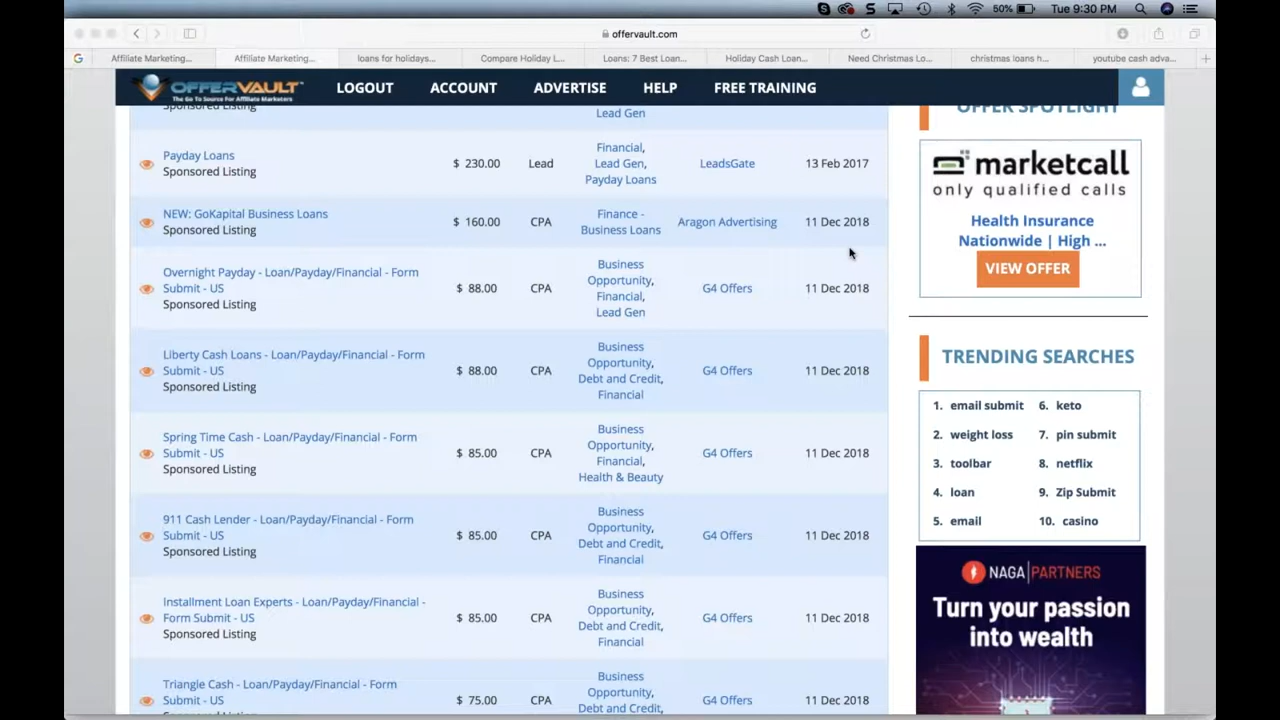 50% Tue 9:30 PM
offervault.com
Affiliate Marketing...
Affiliate Marketing...
loans for holidays...
Compare Holiday L...
Loans: 7 Best Loan...
Holiday Cash Loan...
Need Christmas Lo...
christmas loans h...
youtube cash adva...
OFFERVAULT
The Go To Source For Affiliate Marketers
LOGOUT
ACCOUNT
ADVERTISE
HELP
FREE TRAINING
Sponsored Listing
Lead Gen
Payday Loans
Sponsored Listing
$ 230.00
Lead
Financial,
Lead Gen,
Payday Loans
LeadsGate
13 Feb 2017
NEW: GoKapital Business Loans
Sponsored Listing
$ 160.00
CPA
Finance -
Business Loans
Aragon Advertising
11 Dec 2018
Overnight Payday - Loan/Payday/Financial - Form
Submit - US
Sponsored Listing
$ 88.00
CPA
Business
Opportunity,
Financial,
Lead Gen
G4 Offers
11 Dec 2018
Liberty Cash Loans - Loan/Payday/Financial - Form
Submit - US
Sponsored Listing
$ 88.00
CPA
Business
Opportunity,
Debt and Credit,
Financial
G4 Offers
11 Dec 2018
Spring Time Cash - Loan/Payday/Financial - Form
Submit - US
Sponsored Listing
$ 85.00
CPA
Business
Opportunity,
Financial,
Health & Beauty
G4 Offers
11 Dec 2018
911 Cash Lender - Loan/Payday/Financial - Form
Submit - US
Sponsored Listing
$ 85.00
CPA
Business
Opportunity,
Debt and Credit,
Financial
G4 Offers
11 Dec 2018
Installment Loan Experts - Loan/Payday/Financial -
Form Submit - US
Sponsored Listing
$ 85.00
CPA
Business
Opportunity,
Debt and Credit,
Financial
G4 Offers
11 Dec 2018
Triangle Cash - Loan/Payday/Financial - Form
Submit - US
$ 75.00
CPA
Business
Opportunity,
Debt and Credit,
G4 Offers
11 Dec 2018
OFFER SPOTLIGHT
marketcall
only qualified calls
Health Insurance
Nationwide | High ...
VIEW OFFER
TRENDING SEARCHES
1. email submit
2. weight loss
3. toolbar
4. loan
5. email
6. keto
7. pin submit
8. netflix
9. Zip Submit
10. casino
NAGA|PARTNERS
Turn your passion
into wealth